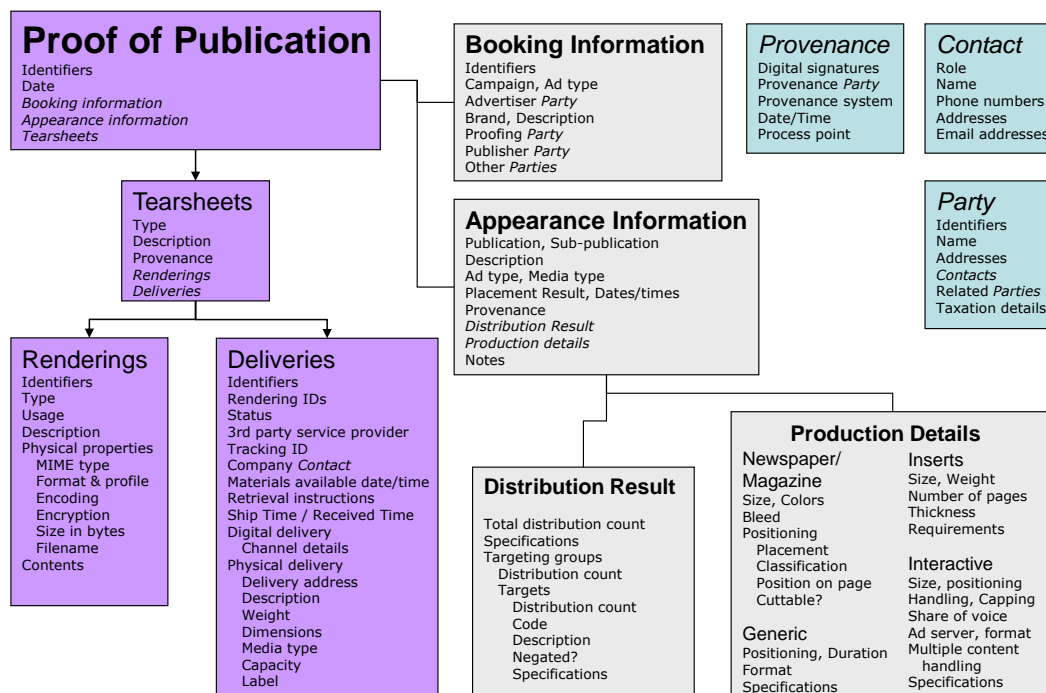 Proof of Publication
Identifiers
Date
Booking information
Appearance information
Tearsheets
Booking Information
Identifiers
Campaign, Ad type
Advertiser Party
Brand, Description
Proofing Party
Publisher Party
Other Parties
Provenance
Digital signatures
Provenance Party
Provenance system
Date/Time
Process point
Contact
Role
Name
Phone numbers
Addresses
Email addresses
Tearsheets
Type
Description
Provenance
Renderings
Deliveries
Appearance Information
Publication, Sub-publication
Description
Ad type, Media type
Placement Result, Dates/times
Provenance
Distribution Result
Production details
Notes
Party
Identifiers
Name
Addresses
Contacts
Related Parties
Taxation details
Renderings
Identifiers
Type
Usage
Description
Physical properties
MIME type
Format & profile
Encoding
Encryption
Size in bytes
Filename
Contents
Deliveries
Identifiers
Rendering IDs
Status
3rd party service provider
Tracking ID
Company Contact
Materials available date/time
Retrieval instructions
Ship Time / Received Time
Digital delivery
Channel details
Physical delivery
Delivery address
Description
Weight
Dimensions
Media type
Capacity
Label
Distribution Result
Total distribution count
Specifications
Targeting groups
Distribution count
Targets
Distribution count
Code
Description
Negated?
Specifications
Production Details
Newspaper/
Magazine
Size, Colors
Bleed
Positioning
Placement
Classification
Position on page
Cuttable?
Generic
Positioning, Duration
Format
Specifications
Inserts
Size, Weight
Number of pages
Thickness
Requirements
Interactive
Size, positioning
Handling, Capping
Share of voice
Ad server, format
Multiple content
handling
Specifications